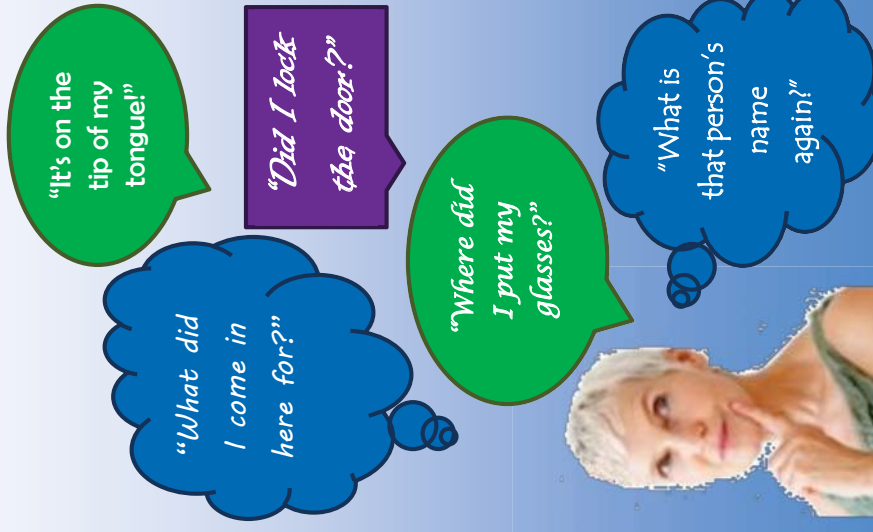 “What did
I come in
here for?”
“It’s on the
tip of my
tongue!”
“Did I lock
the door?”
“Where did
I put my
glasses?”
“What is
that person’s
name
again?”